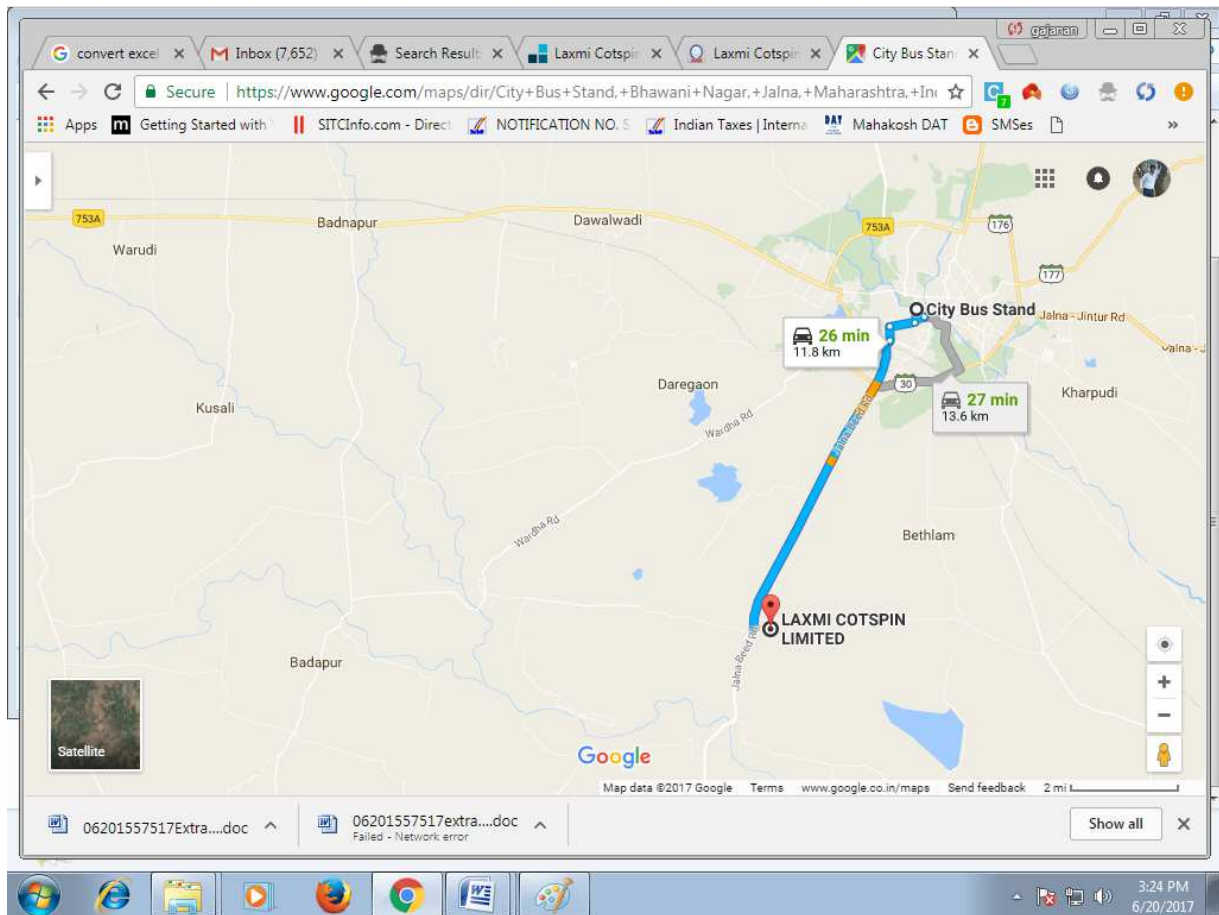 gajanan
convert excel
Inbox (7,652)
Search Result
Laxmi Cotspin
Laxmi Cotspin
City Bus Stan
Secure | https://www.google.com/maps/dir/City+Bus+Stand,+Bhawani+Nagar,+Jalna,+Maharashtra,+In
7
Apps
Getting Started with
SITCInfo.com - Direct
NOTIFICATION NO. S
Indian Taxes | Interna
DAT
Mahakosh DAT
SMSes
»
753A
Badnapur
Dawalwadi
753A
176
Warudi
177
City Bus Stand
Jalna - Jintur Rd
26 min
11.8 km
Daregaon
30
27 min
13.6 km
Kharpudi
Kusali
Wardha Rd
Jalna-Beed Rd
Wardha Rd
Bethlam
LAXMI COTSPIN
LIMITED
Jalna-Beed Rd
Badapur
Satellite
Google
Map data ©2017 Google Terms www.google.co.in/maps Send feedback 2 mi
06201557517Extra....doc
06201557517extra....doc
Failed - Network error
Show all
3:24 PM
6/20/2017